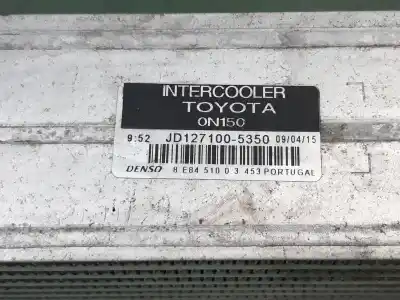 INTERCOOLER
TOYOTA
0N150
9:52 JD127100-5350 09/04/15
DENSO 8 E84 510 0 3 453 PORTUGAL